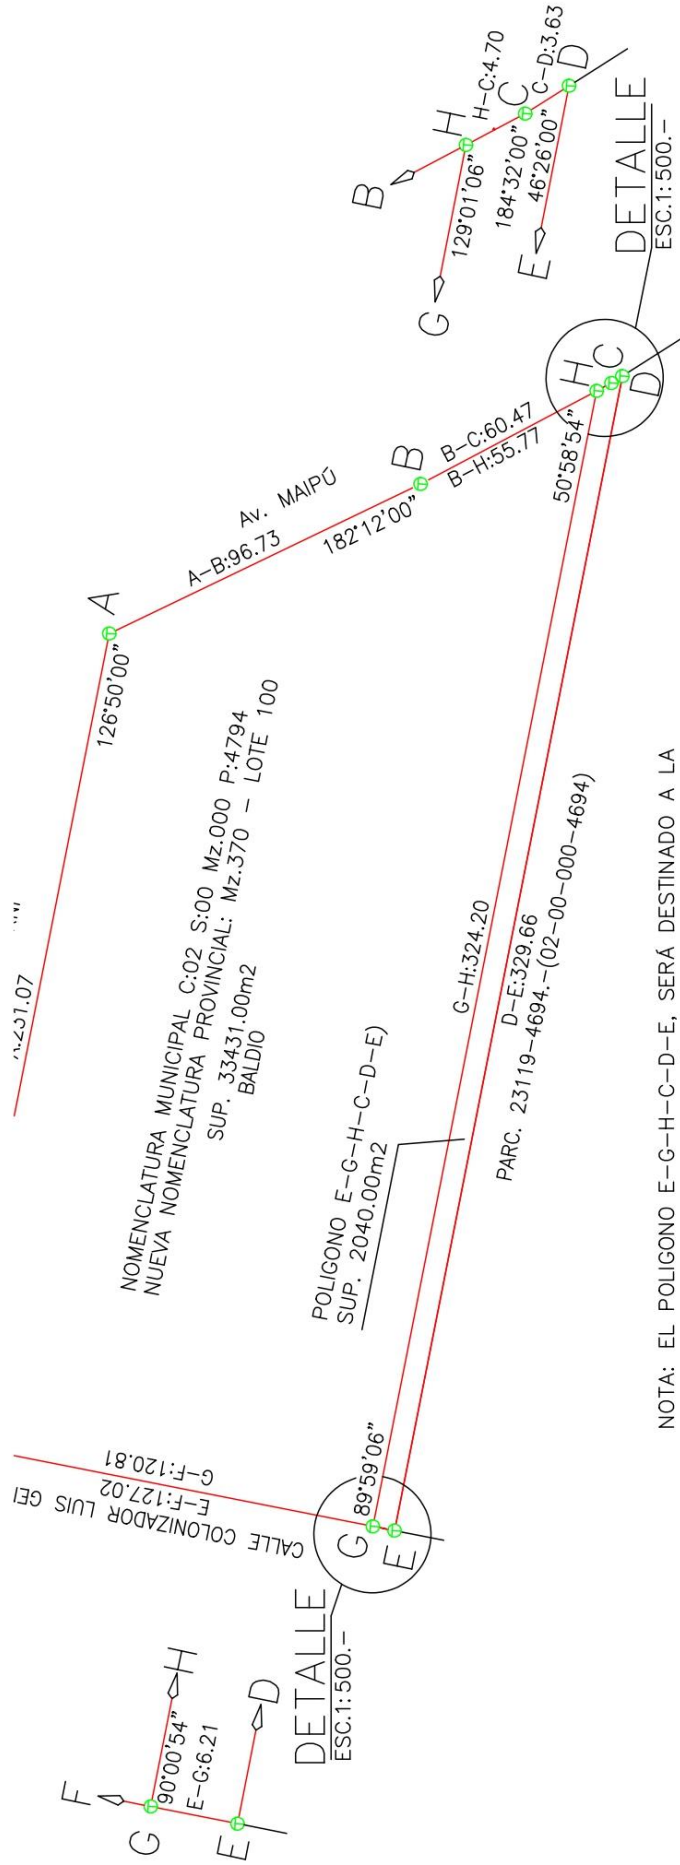 B
H
H-C:4.70
C
C-D:3.63
D
G
129°01'06"
184°32'00"
46°26'00"
E
DETALLE
ESC.1:500.-
A
126°50'00"
Av. MAIPÚ
A-B:96.73
182°12'00"
B
B-C:60.47
B-H:55.77
50°58'54"
H
C
D
:231.07
NOMENCLATURA MUNICIPAL C:02 S:00 Mz.000 P:4794
NUEVA NOMENCLATURA PROVINCIAL: Mz.370 - LOTE 100
SUP. 33431.00m2
BALDIO
POLIGONO E-G-H-C-D-E)
SUP. 2040.00m2
G-H:324.20
D-E:329.66
PARC. 23119-4694.-(02-00-000-4694)
G-F:120.81
E-F:127.02
CALLE COLONIZADOR LUIS GEI
89°59'06"
G
E
F
H
90°00'54"
E-G:6.21
G
D
E
DETALLE
ESC.1:500.-
NOTA: EL POLIGONO E-G-H-C-D-E, SERÁ DESTINADO A LA